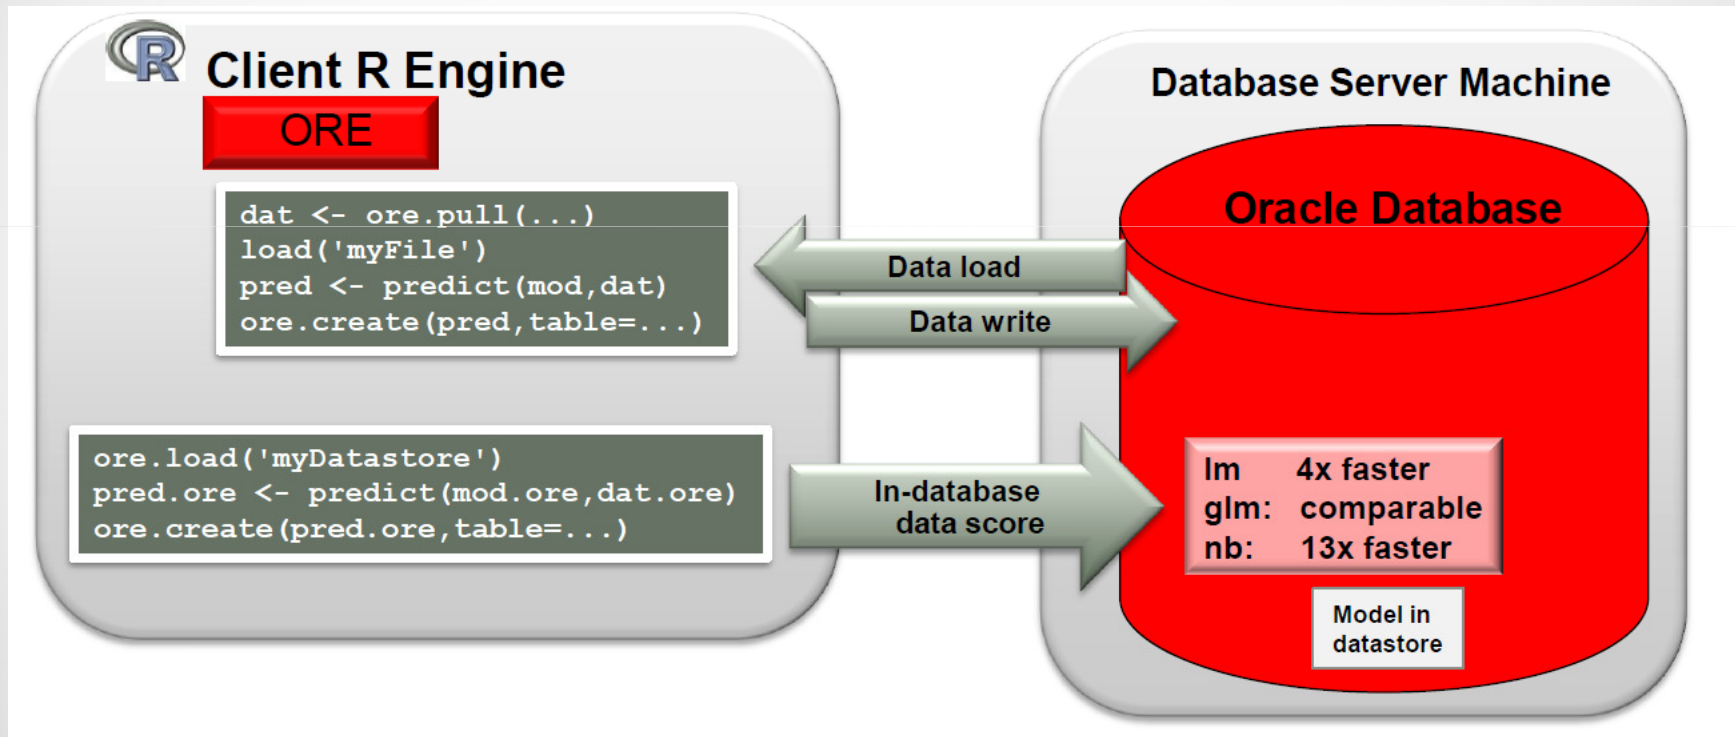 R
Client R Engine
ORE
dat <- ore.pull(...)
load('myFile')
pred <- predict(mod,dat)
ore.create(pred,table=...)
ore.load('myDatastore')
pred.ore <- predict(mod.ore,dat.ore)
ore.create(pred.ore,table=...)
Data load
Data write
In-database
data score
Database Server Machine
Oracle Database
lm 4x faster
glm: comparable
nb: 13x faster
Model in
datastore